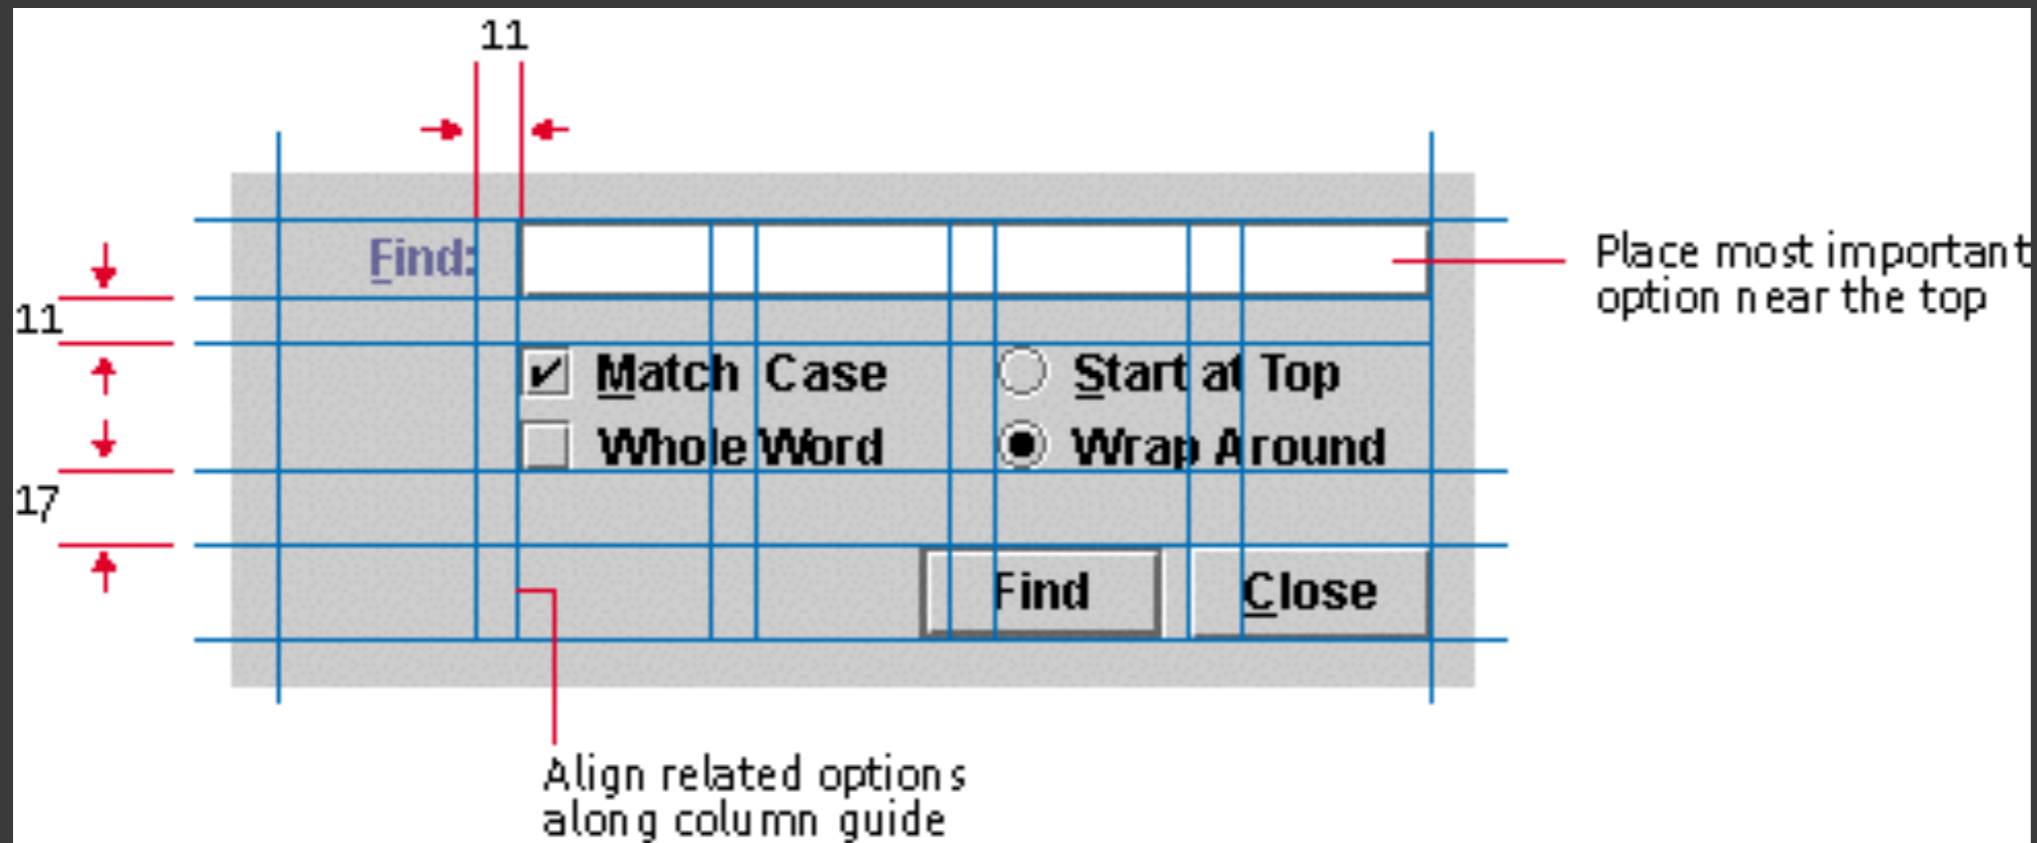 11
Find:
Place most important
option near the top
11
Match Case
Start at Top
Whole Word
Wrap Around
17
Find
Close
Align related options
along column guide